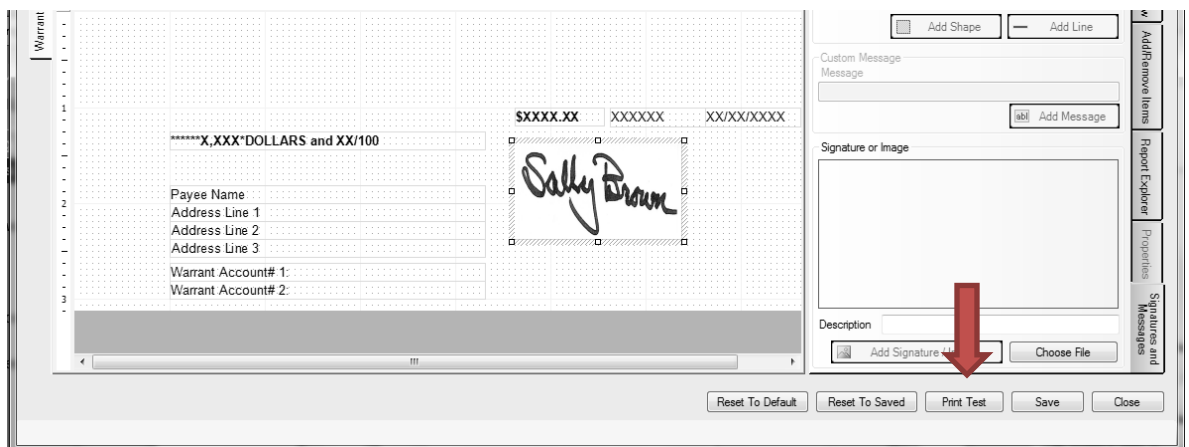 Warrant
1
2
3
$XXXX.XX XXXXXX XX/XX/XXXX
******X,XXX*DOLLARS and XX/100
Sally Brown
Payee Name
Address Line 1
Address Line 2
Address Line 3
Warrant Account# 1:
Warrant Account# 2:
Add Shape Add Line
Custom Message
Message
abl Add Message
Signature or Image
Description
Add Signature Choose File
Add/Remove Items
Report Explorer
Properties
Signatures and
Messages
Reset To Default Reset To Saved Print Test Save Close